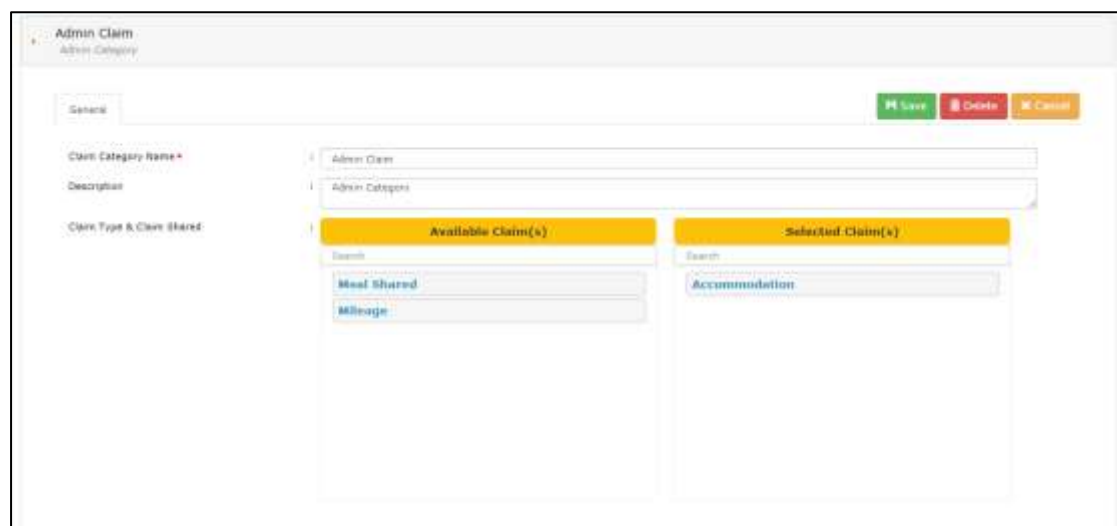 Admin Claim
Admin Category
General
Save Delete Cancel
Claim Category Name * Admin Claim
Description Admin Category
Claim Type & Claim Shared Available Claim(s) Selected Claim(s)
Search Search
Meal Shared Accommodation
Mileage